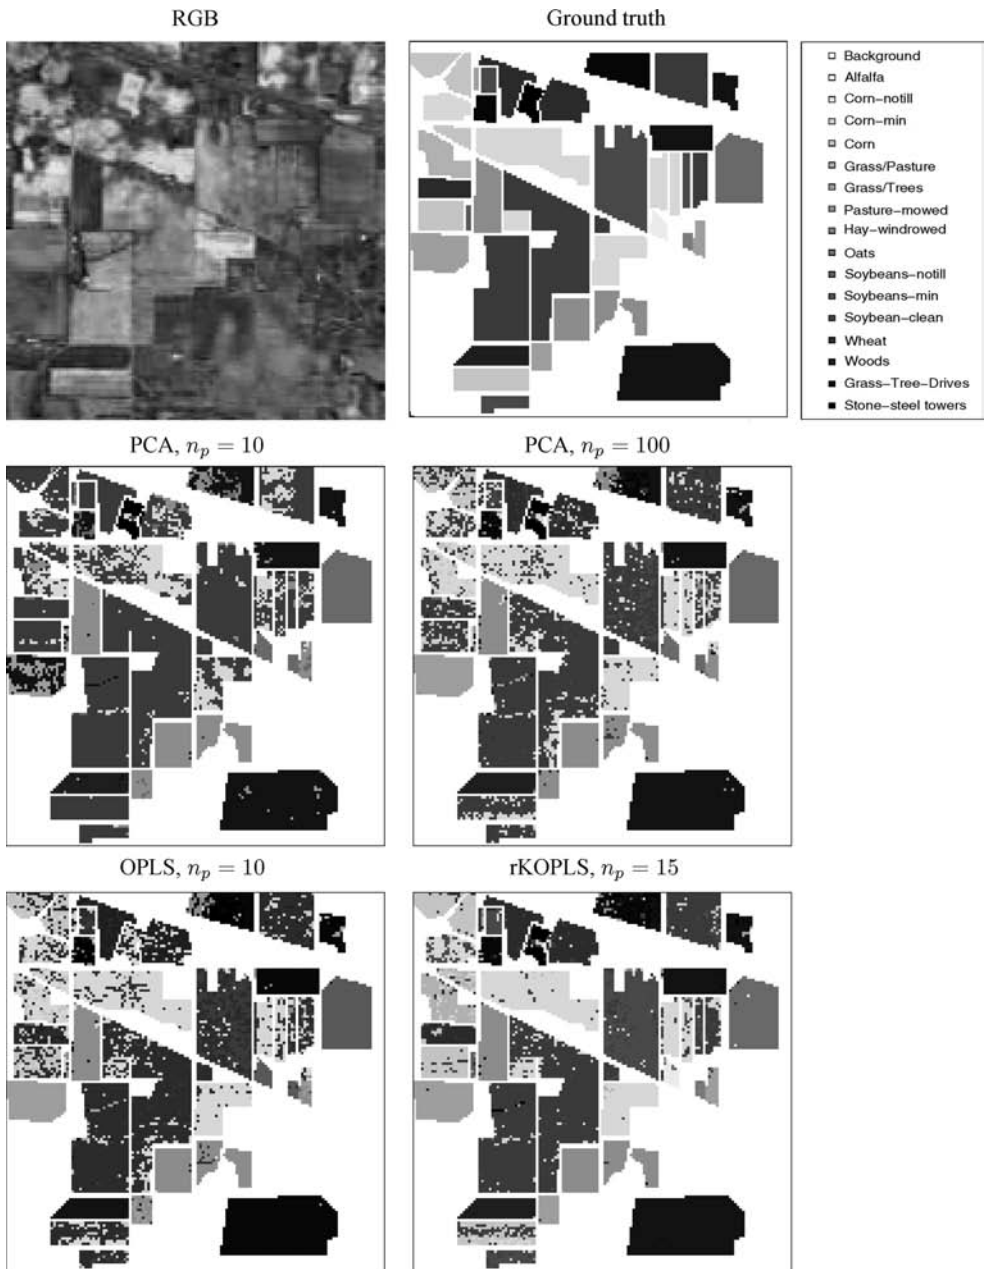 RGB
Ground truth
Background
Alfalfa
Corn−notill
Corn−min
Corn
Grass/Pasture
Grass/Trees
Pasture−mowed
Hay−windrowed
Oats
Soybeans−notill
Soybeans−min
Soybean−clean
Wheat
Woods
Grass−Tree−Drives
Stone−steel towers
PCA, n_p = 10
PCA, n_p = 100
OPLS, n_p = 10
rKOPLS, n_p = 15